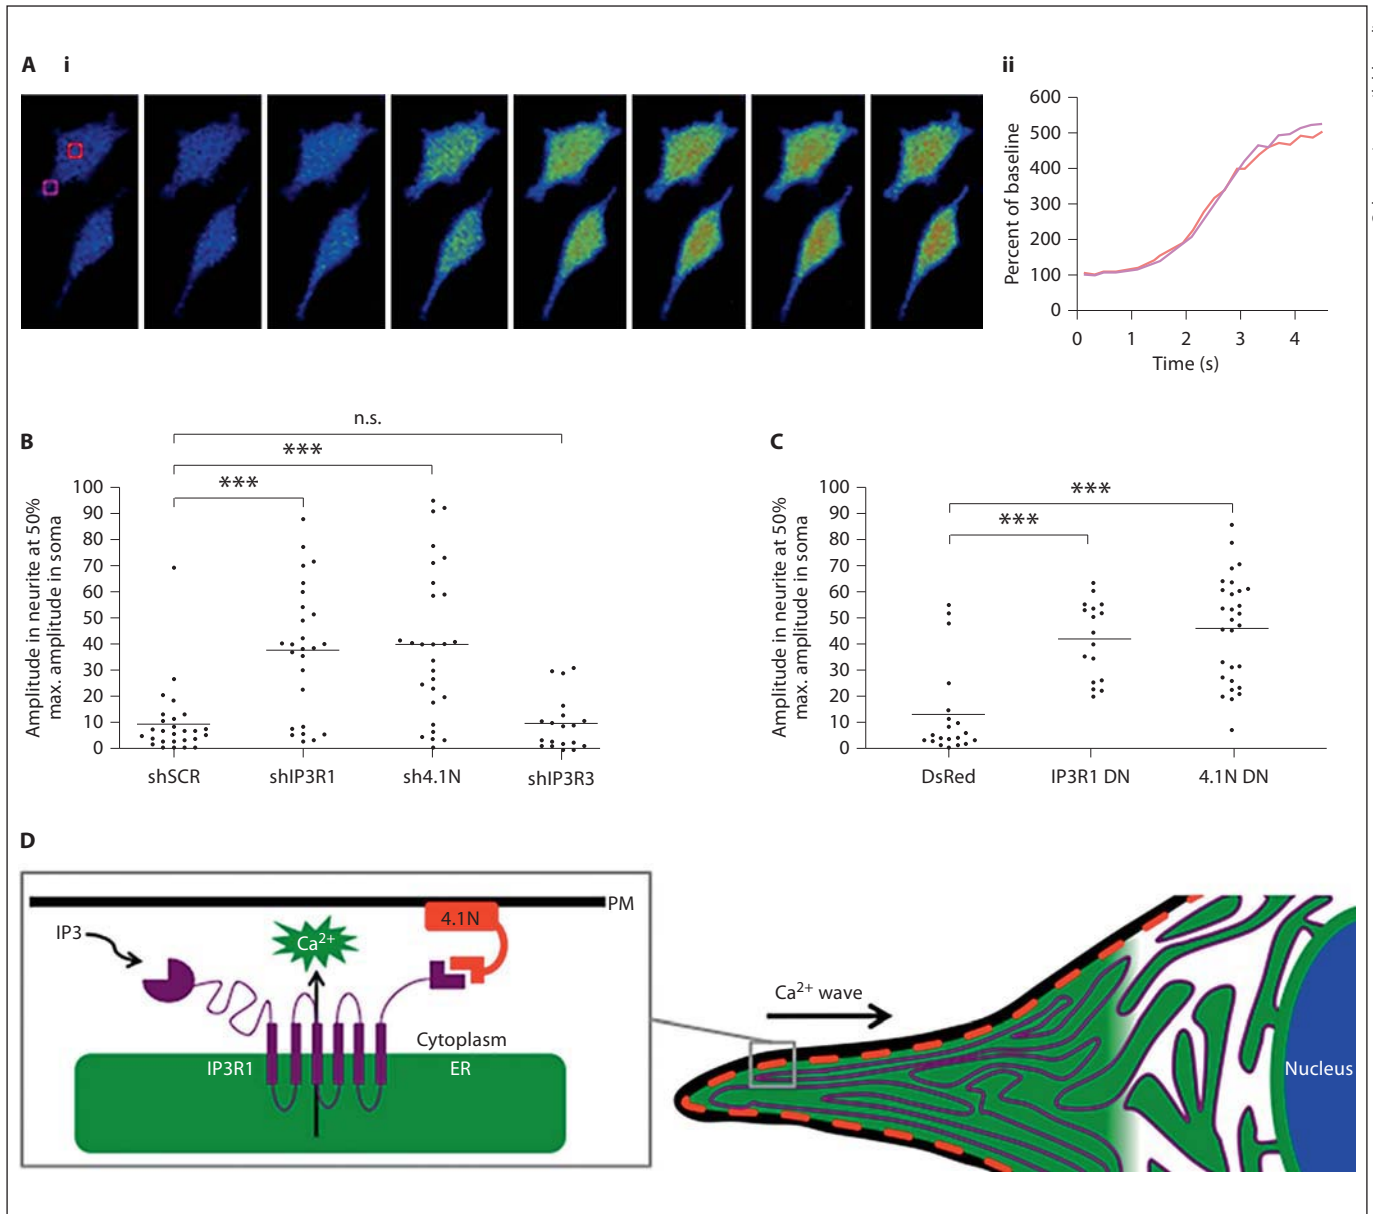 A i
ii
600
500
400
300
200
100
0
Percent of baseline
0 1 2 3 4
Time (s)
B
n.s.
***
***
100
90
80
70
60
50
40
30
20
10
0
Amplitude in neurite at 50%
max. amplitude in soma
shSCR shIP3R1 sh4.1N shIP3R3
C
***
***
100
90
80
70
60
50
40
30
20
10
0
Amplitude in neurite at 50%
max. amplitude in soma
DsRed IP3R1 DN 4.1N DN
D
PM
4.1N
IP3
Ca²⁺
Cytoplasm
IP3R1
ER
Ca²⁺ wave
Nucleus